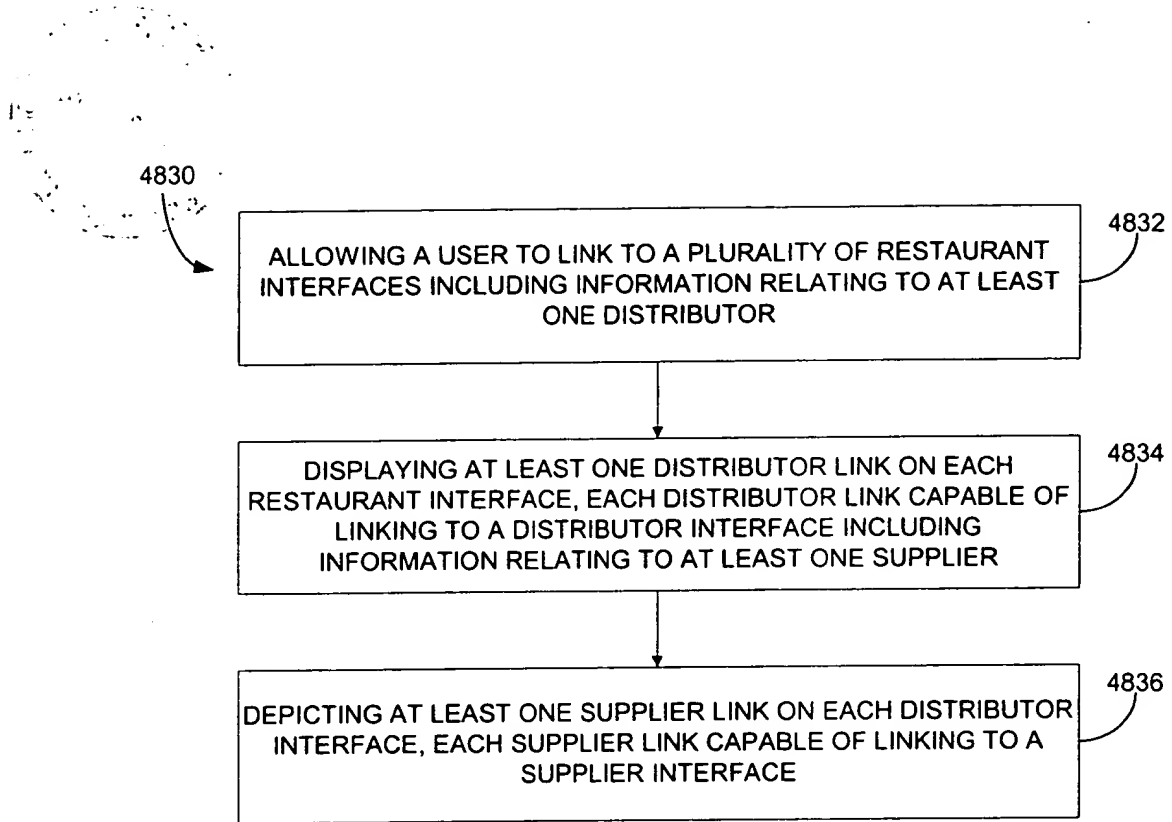 4830
4832
ALLOWING A USER TO LINK TO A PLURALITY OF RESTAURANT
INTERFACES INCLUDING INFORMATION RELATING TO AT LEAST
ONE DISTRIBUTOR
4834
DISPLAYING AT LEAST ONE DISTRIBUTOR LINK ON EACH
RESTAURANT INTERFACE, EACH DISTRIBUTOR LINK CAPABLE OF
LINKING TO A DISTRIBUTOR INTERFACE INCLUDING
INFORMATION RELATING TO AT LEAST ONE SUPPLIER
4836
DEPICTING AT LEAST ONE SUPPLIER LINK ON EACH DISTRIBUTOR
INTERFACE, EACH SUPPLIER LINK CAPABLE OF LINKING TO A
SUPPLIER INTERFACE